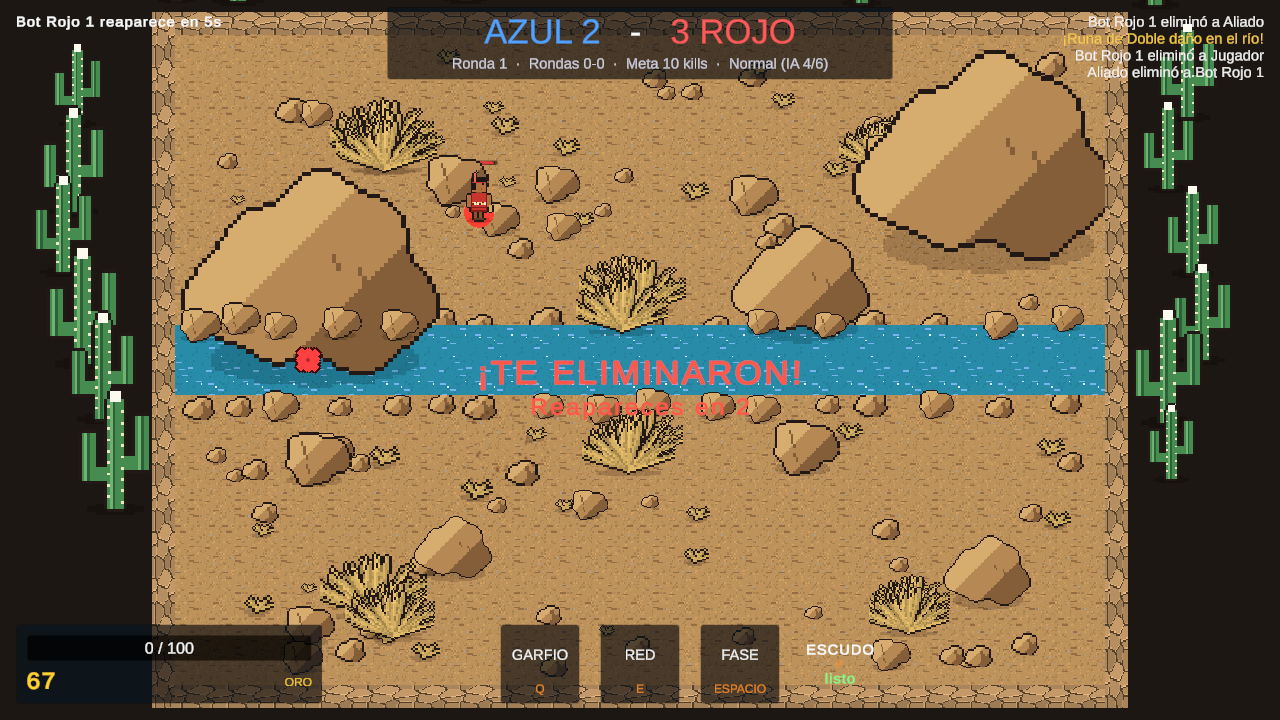 Bot Rojo 1 reaparece en 5s
AZUL 2 - 3 ROJO
Ronda 1 · Rondas 0-0 · Meta 10 kills · Normal (IA 4/6)
Bot Rojo 1 eliminó a Aliado
¡Runa de Doble daño en el río!
Bot Rojo 1 eliminó a Jugador
Aliado eliminó a Bot Rojo 1
¡TE ELIMINARON!
Reapareces en 2
0 / 100
67
ORO
GARFIO
Q
RED
E
FASE
ESPACIO
ESCUDO
listo